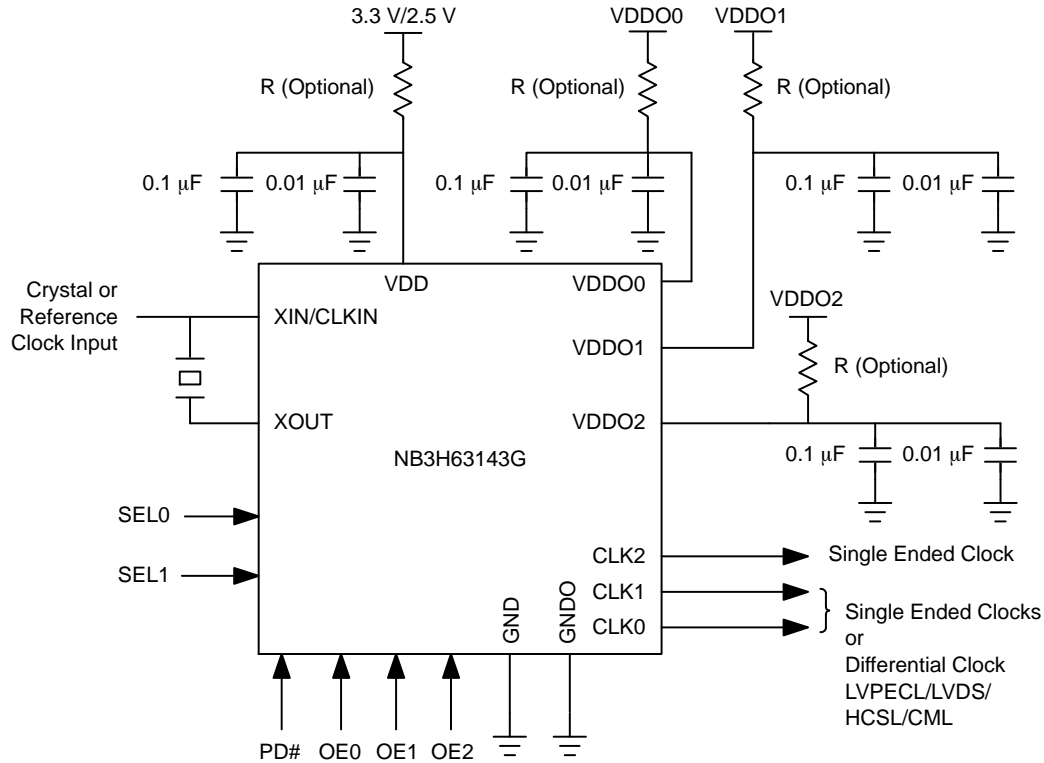 3.3 V/2.5 V
VDDO0
VDDO1
R (Optional)
R (Optional)
R (Optional)
0.1 μF
0.01 μF
0.1 μF
0.01 μF
0.1 μF
0.01 μF
VDD
VDDO0
Crystal or
Reference
Clock Input
XIN/CLKIN
VDDO2
VDDO1
R (Optional)
XOUT
VDDO2
NB3H63143G
0.1 μF
0.01 μF
SEL0
SEL1
CLK2
Single Ended Clock
CLK1
CLK0
GND
GNDO
Single Ended Clocks
or
Differential Clock
LVPECL/LVDS/
HCSL/CML
PD#
OE0
OE1
OE2